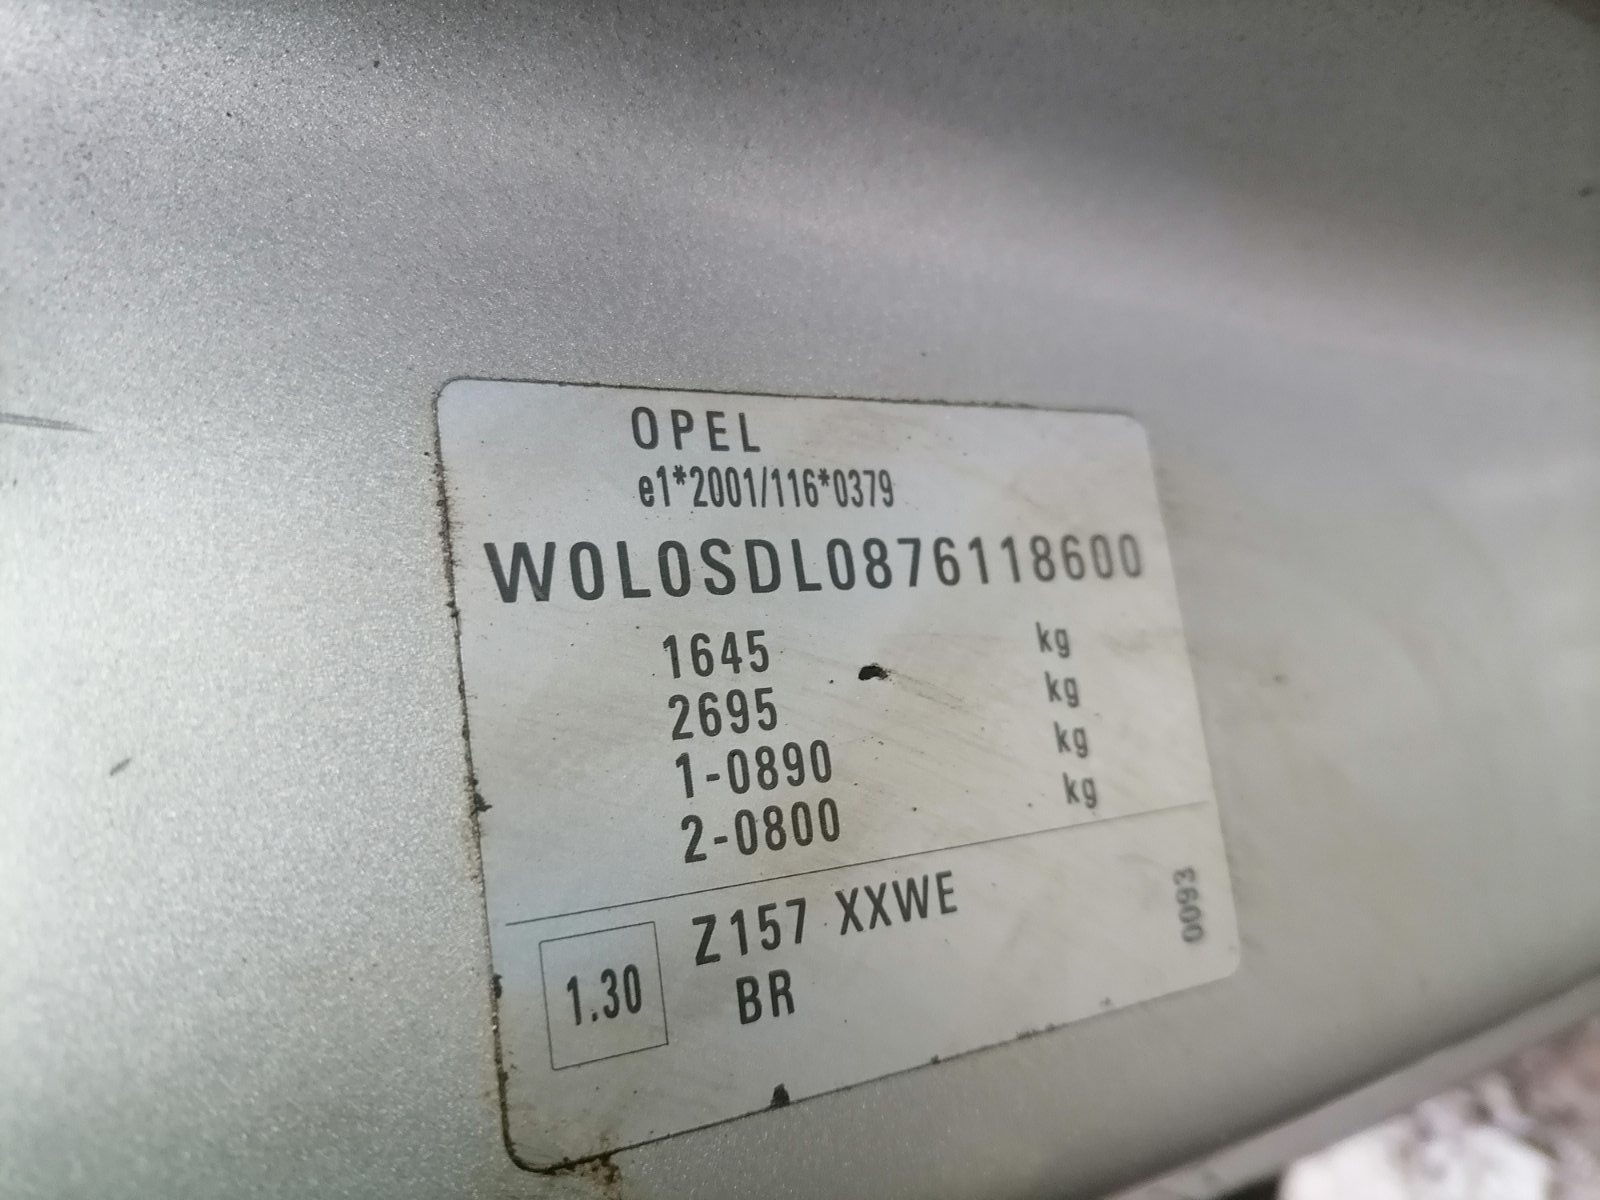 OPEL
e1*2001/116*0379
W0L0SDL0876118600
1645 kg
2695 kg
1-0890 kg
2-0800 kg
1.30
Z157 XXWE
BR
0093